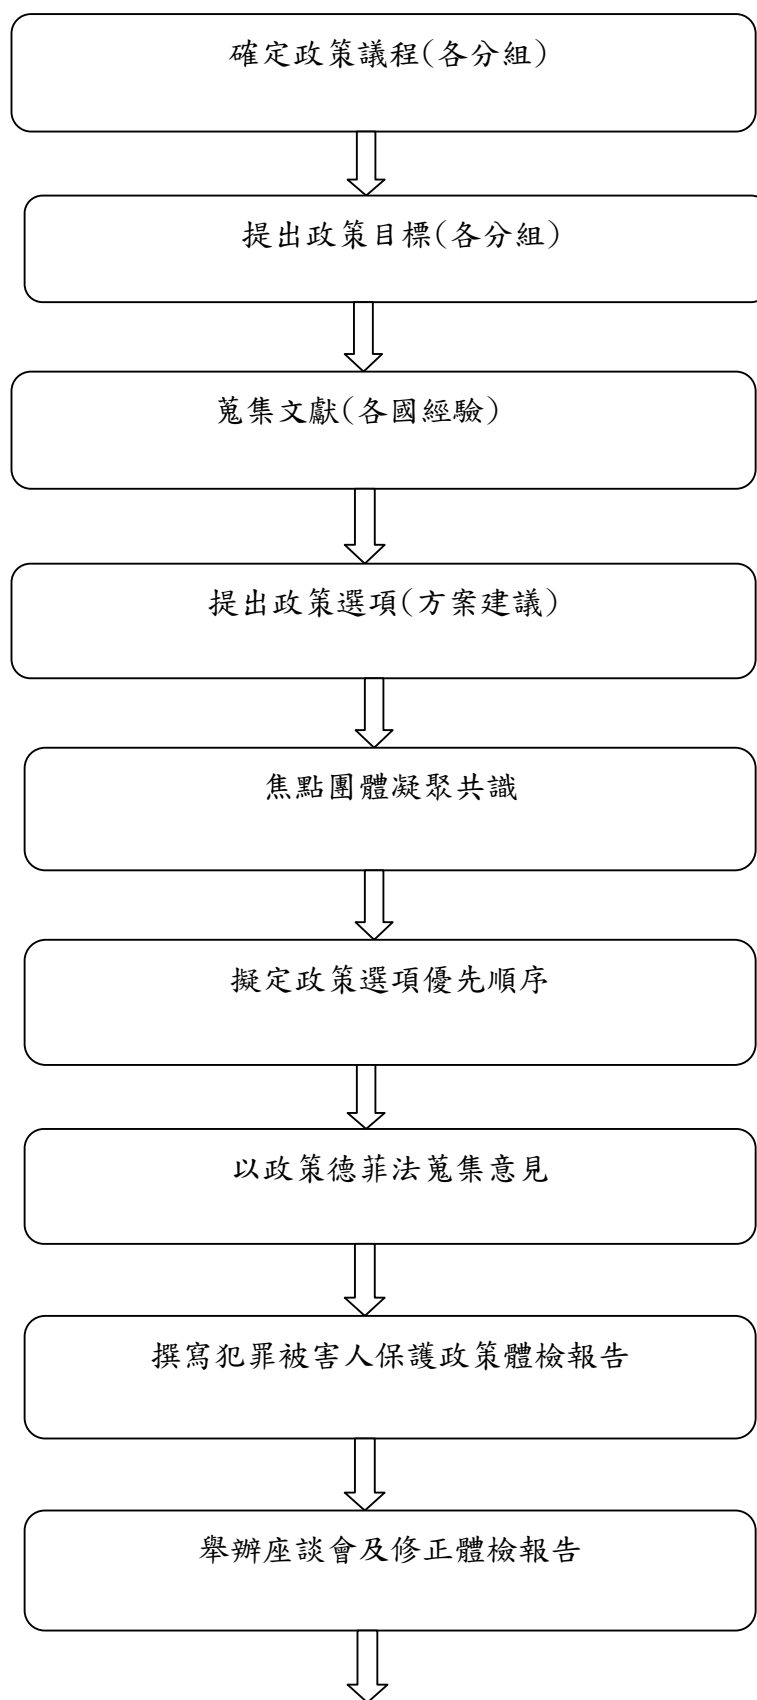 確定政策議程(各分組)
提出政策目標(各分組)
蒐集文獻(各國經驗)
提出政策選項(方案建議)
焦點團體凝聚共識
擬定政策選項優先順序
以政策德菲法蒐集意見
撰寫犯罪被害人保護政策體檢報告
舉辦座談會及修正體檢報告